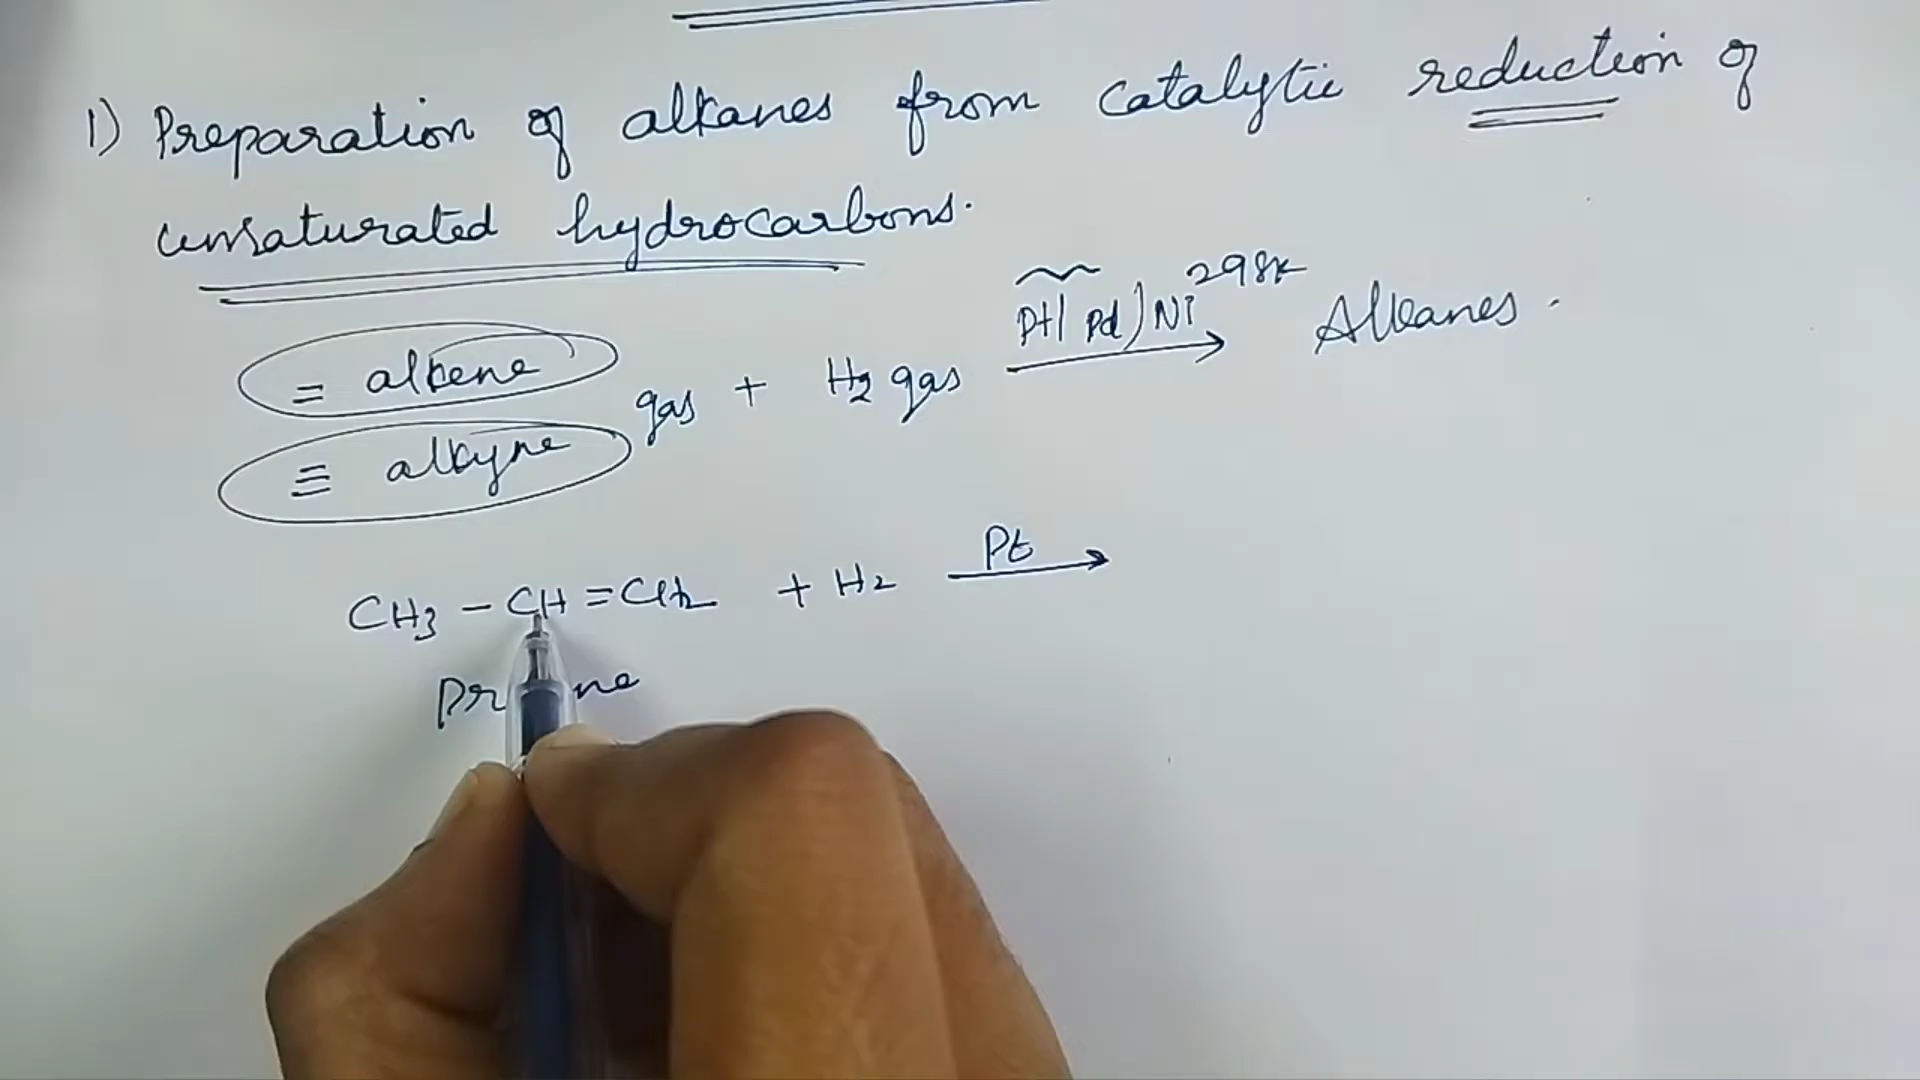 1) Preparation of alkanes from catalytic reduction of
unsaturated hydrocarbons.
298K
Pt( Pd) Ni
= alkene
gas + H2 gas → Alkanes.
≡ alkyne
Pt
CH3 - CH = CH2 + H2 →